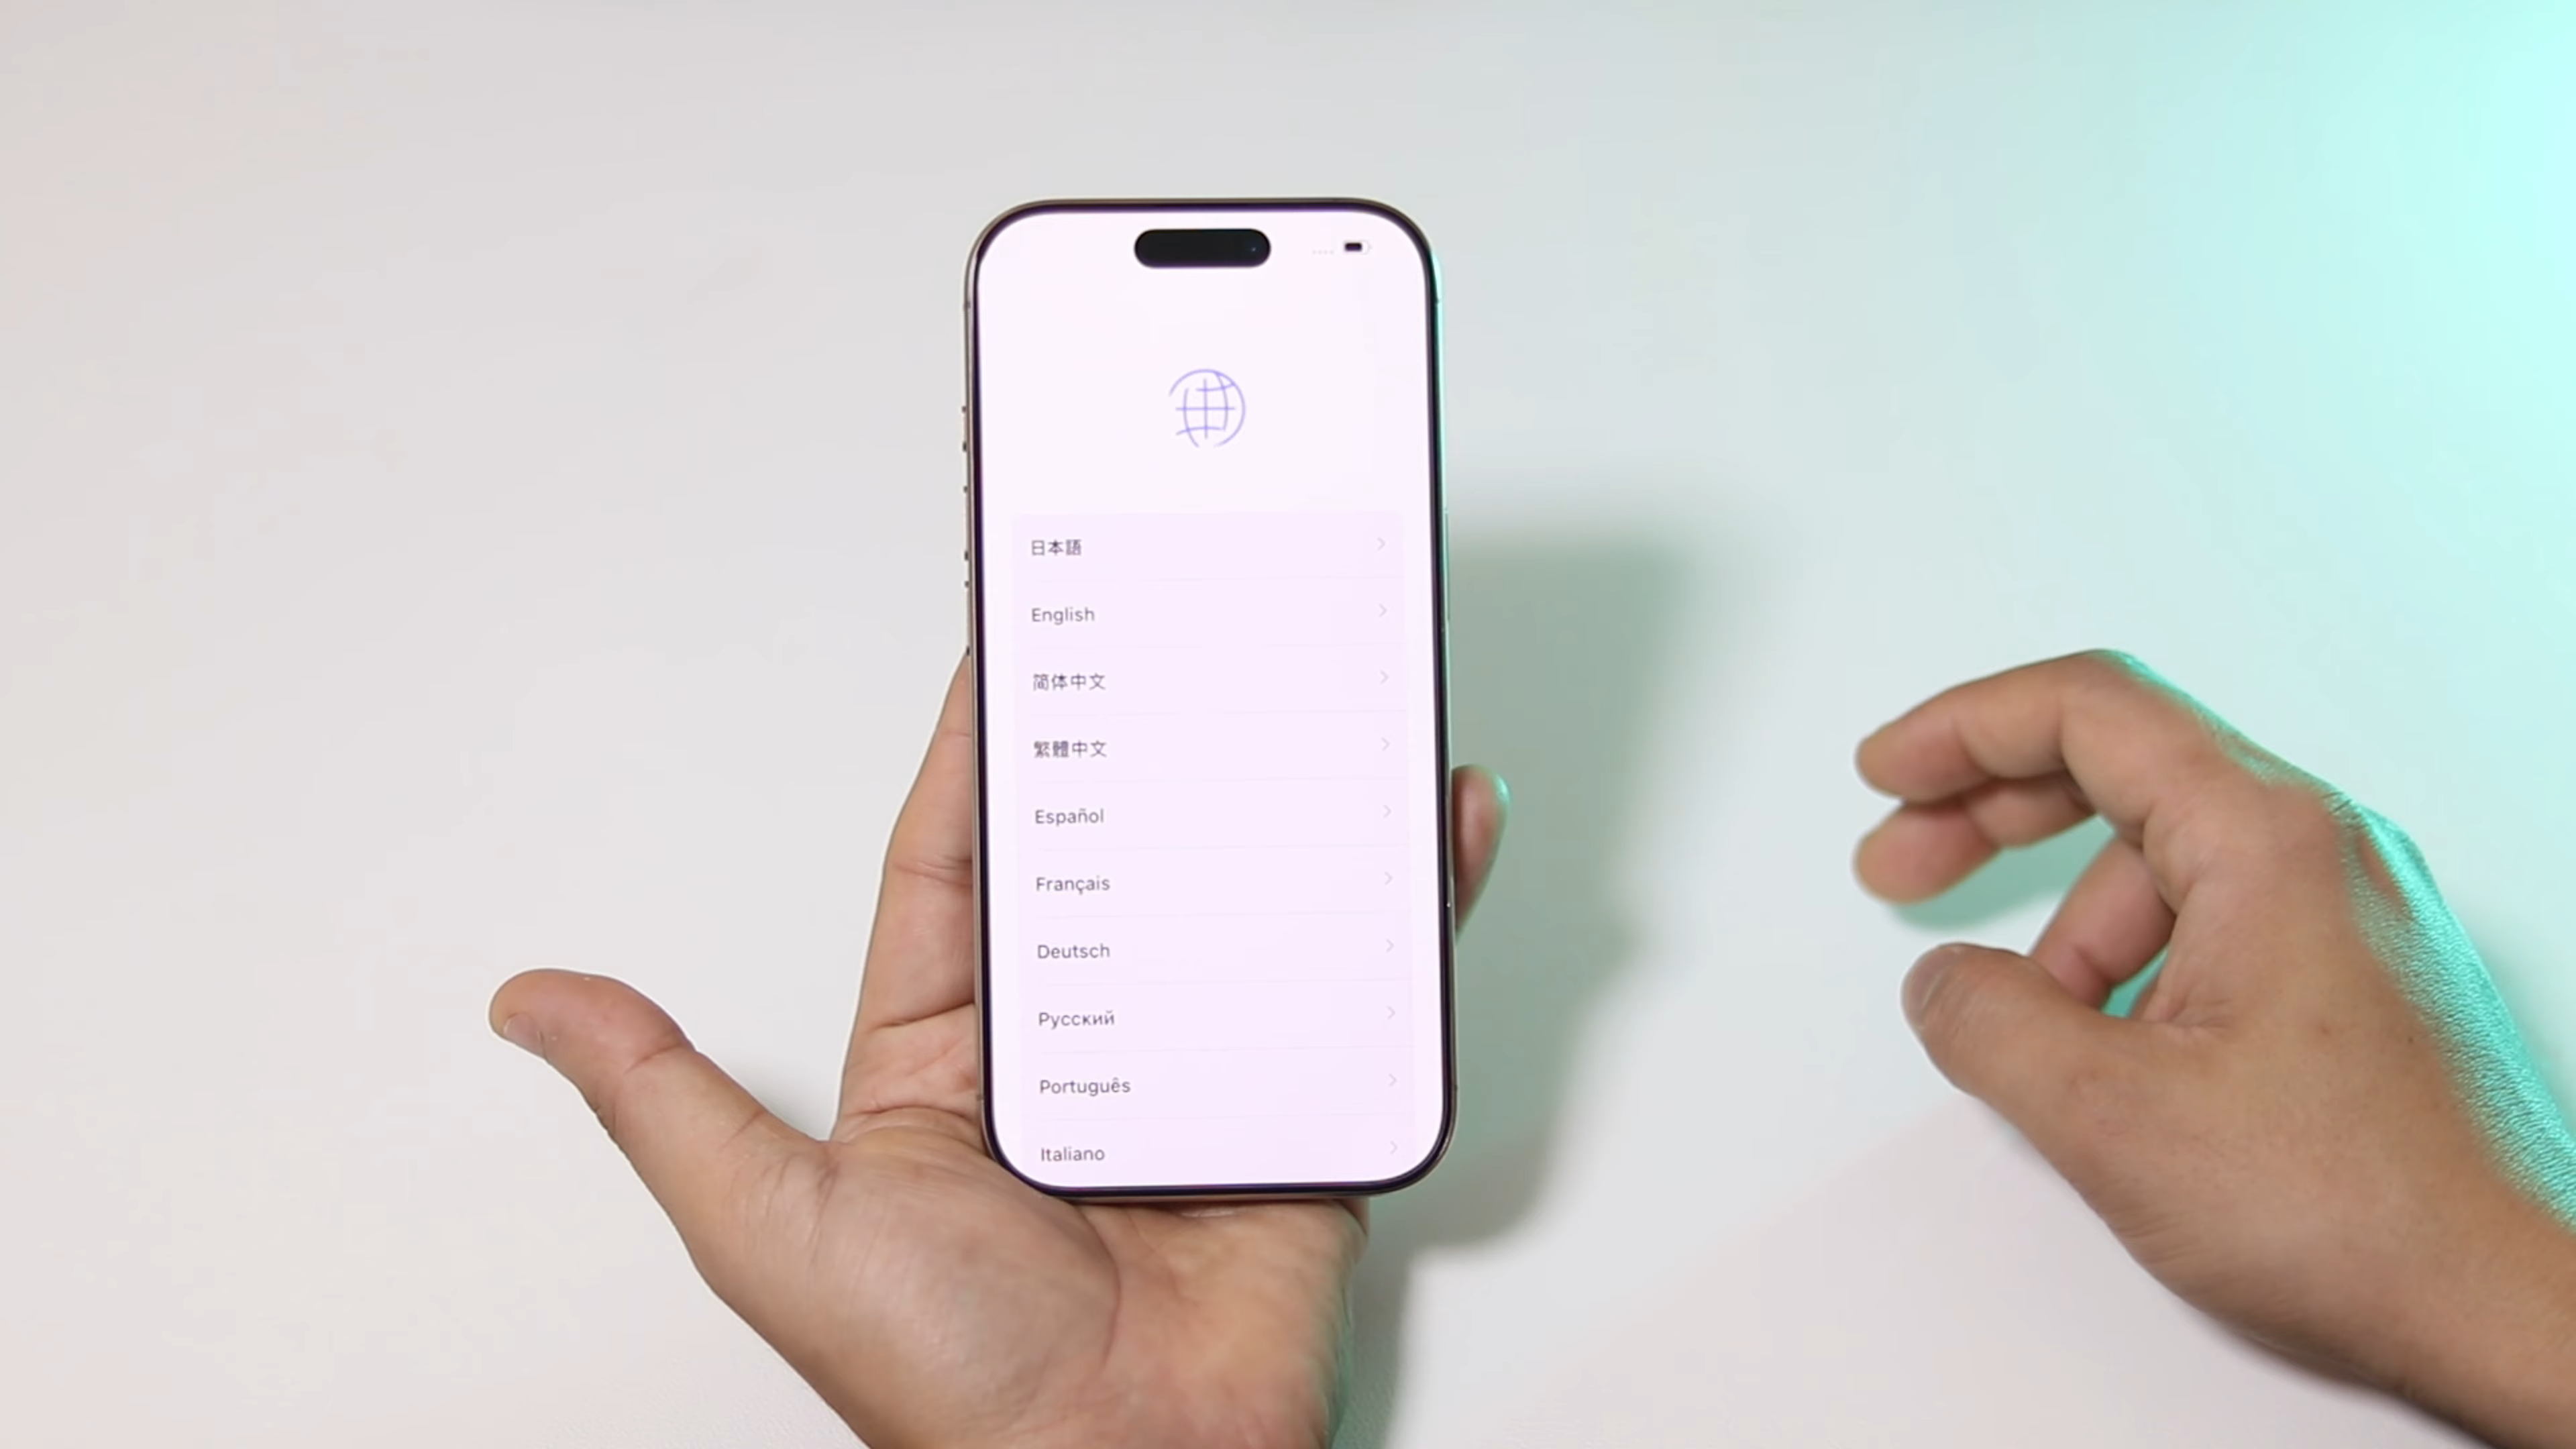 日本語
English
简体中文
繁體中文
Español
Français
Deutsch
Русский
Português
Italiano